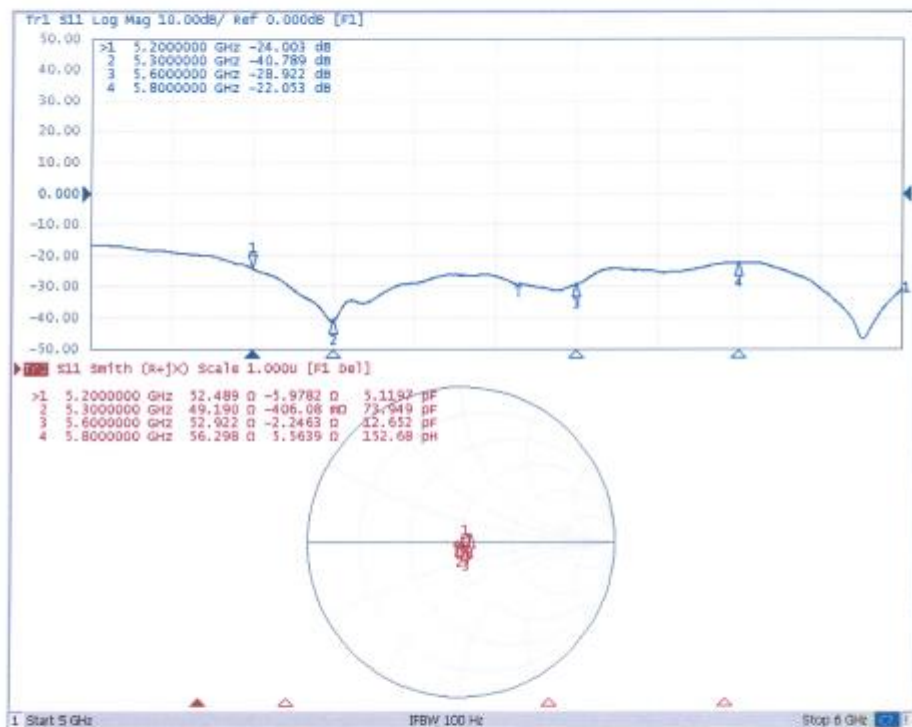 Tr1 S11 Log Mag 10.00dB/ Ref 0.000dB [F1]
50.00
>1 5.2000000 GHz -24.003 dB
2 5.3000000 GHz -40.789 dB
3 5.6000000 GHz -28.922 dB
4 5.8000000 GHz -22.053 dB
40.00
30.00
20.00
10.00
0.000
-10.00
-20.00
-30.00
-40.00
-50.00
1
2
3
4
1
Tr2 S11 Smith (R+jX) Scale 1.000U [F1 Del]
>1 5.2000000 GHz 52.489 Ω -5.9782 Ω 5.1197 pF
2 5.3000000 GHz 49.190 Ω -406.08 mΩ 73.949 pF
3 5.6000000 GHz 52.922 Ω -2.2463 Ω 12.652 pF
4 5.8000000 GHz 56.298 Ω 5.5639 Ω 152.68 pH
1
1 Start 5 GHz IFBW 100 Hz Stop 6 GHz